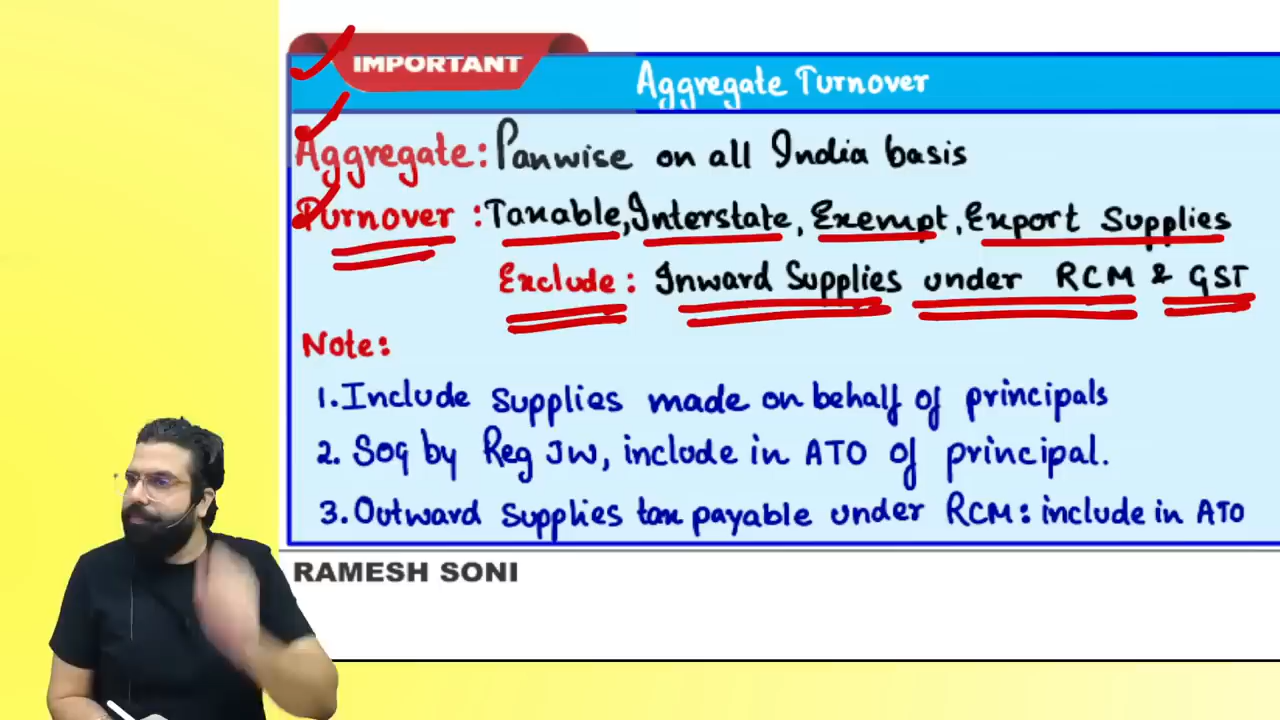 IMPORTANT
Aggregate Turnover
Aggregate: Panwise on all India basis
Turnover : Taxable, Interstate, Exempt, Export Supplies
Exclude: Inward Supplies under RCM & GST
Note:
1. Include supplies made on behalf of principals
2. SOG by Reg JW, include in ATO of principal.
3. Outward supplies tax payable under RCM: include in ATO
RAMESH SONI